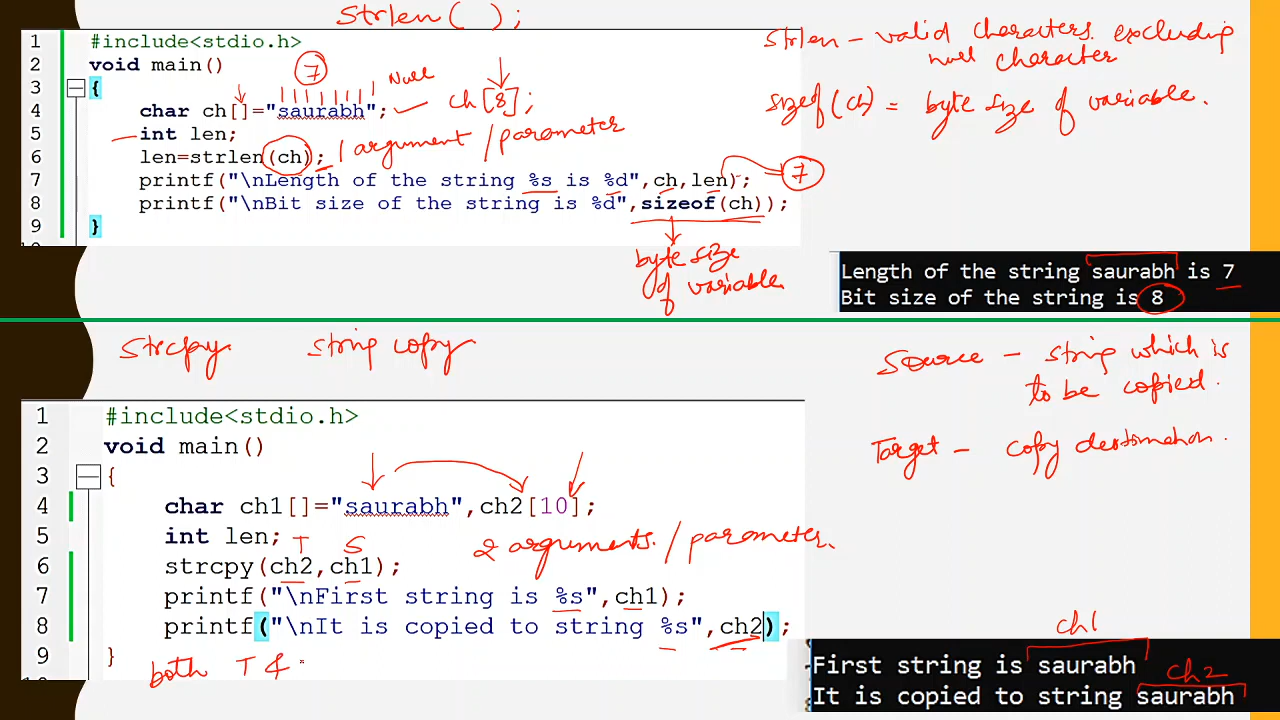 Strlen( );
strlen - valid characters excluding
null character
sizeof(ch) = byte size of variable.
1 #include<stdio.h>
2 void main()
7
Null
3 {
4 char ch[]="saurabh";
ch[8];
5 int len;
1 argument / parameter
6 len=strlen(ch);
7 printf("\nLength of the string %s is %d",ch,len);
7
8 printf("\nBit size of the string is %d",sizeof(ch));
9 }
byte size
of variable
Length of the string saurabh is 7
Bit size of the string is 8
Strcpy string copy
Source - string which is
to be copied.
Target - copy destination.
1 #include<stdio.h>
2 void main()
3 {
4 char ch1[]="saurabh",ch2[10];
5 int len;
T S
2 arguments / parameter.
6 strcpy(ch2,ch1);
7 printf("\nFirst string is %s",ch1);
8 printf("\nIt is copied to string %s",ch2);
9 }
both T &
ch1
First string is saurabh
ch2
It is copied to string saurabh